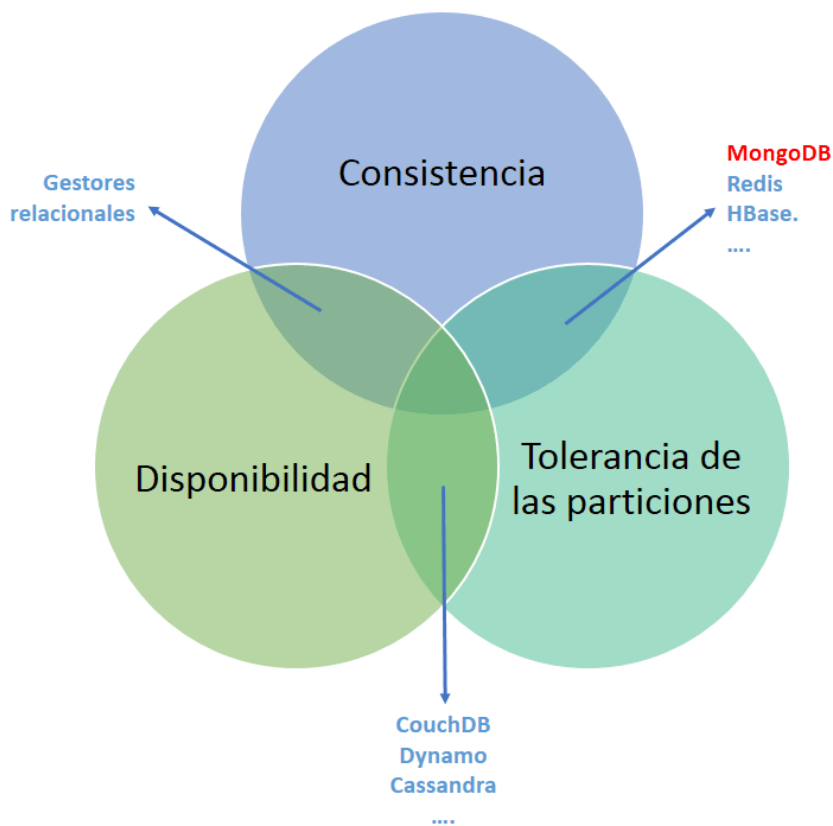 Consistencia
Gestores
relacionales
MongoDB
Redis
HBase.
....
Disponibilidad
Tolerancia de
las particiones
CouchDB
Dynamo
Cassandra
....